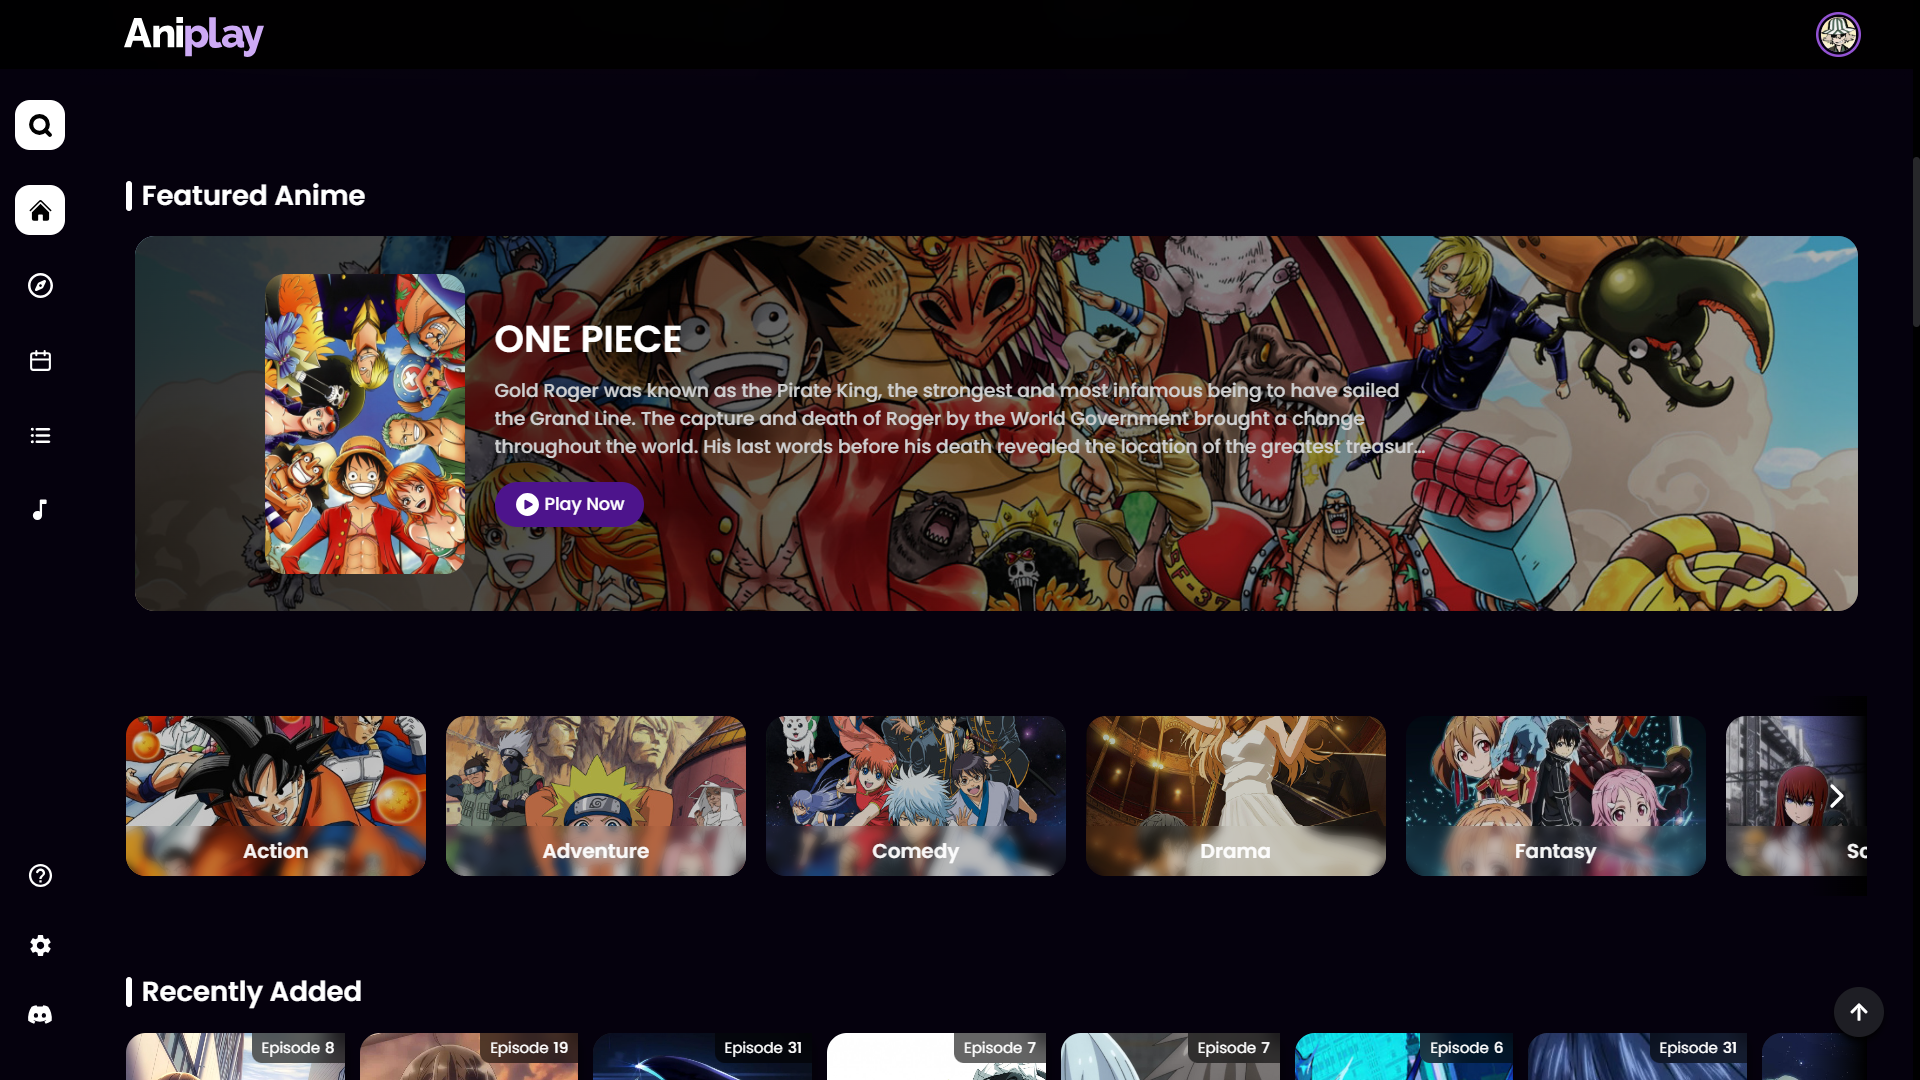 Aniplay
Featured Anime
ONE PIECE
Gold Roger was known as the Pirate King, the strongest and most infamous being to have sailed
the Grand Line. The capture and death of Roger by the World Government brought a change
throughout the world. His last words before his death revealed the location of the greatest treasur...
Play Now
SF-37
Action
Adventure
Comedy
Drama
Fantasy
Sc
Recently Added
Episode 8
Episode 19
Episode 31
Episode 7
Episode 7
Episode 6
Episode 31